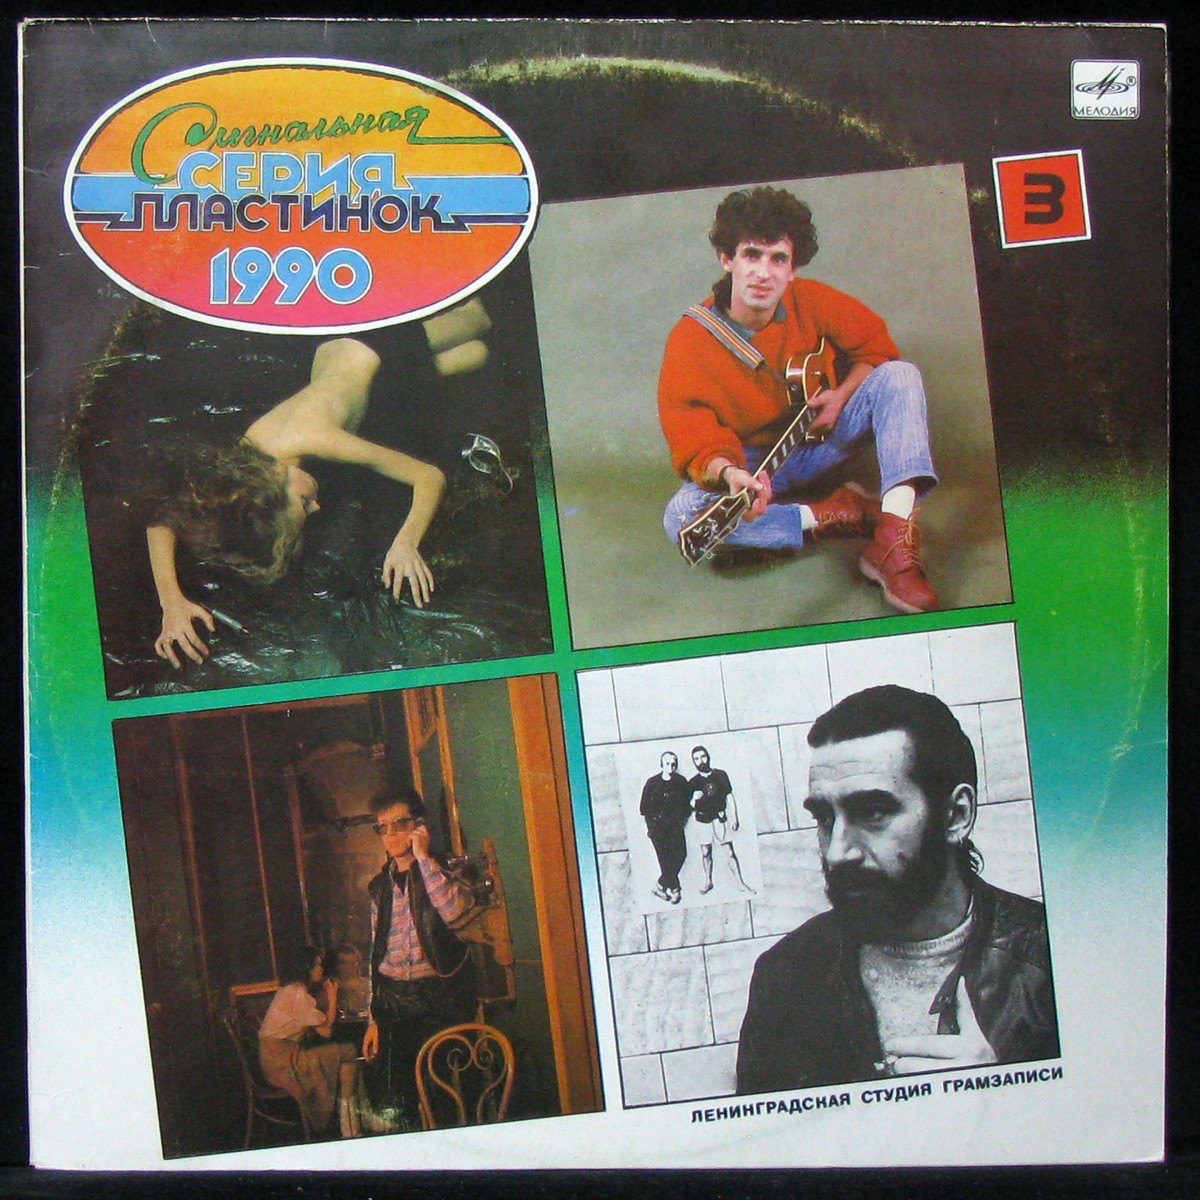 Сигнальная
СЕРИЯ
ПЛАСТИНОК
1990
МЕЛОДИЯ
3
ЛЕНИНГРАДСКАЯ СТУДИЯ ГРАМЗАПИСИ